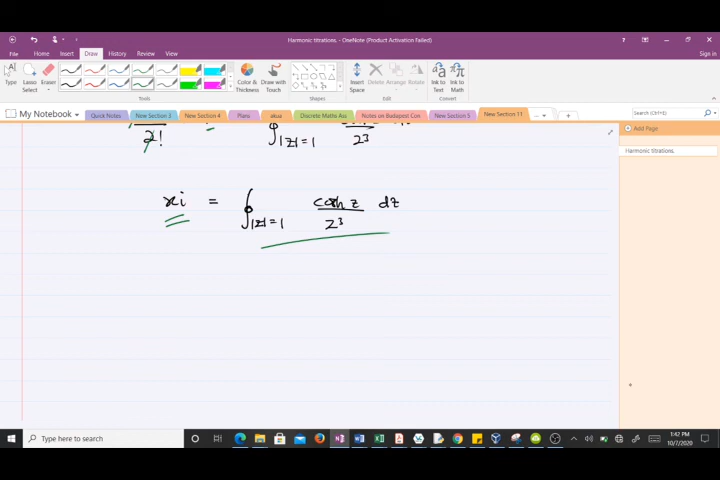 Harmonic titrations. - OneNote (Product Activation Failed)
File Home Insert Draw History Review View
Type Lasso Select Eraser Color & Thickness Draw with Touch Insert Space Delete Arrange Rotate Ink to Text Ink to Math
Tools Shapes Edit Convert
My Notebook Quick Notes New Section 3 New Section 4 Plans akua Discrete Maths Au Notes on Budapest Con New Section 5 New Section 11 Search (Ctrl+E)
Add Page
Harmonic titrations.
2! ∮|z|=1 z³
πi = ∮|z|=1 cosh z / z³ dz
Type here to search
1:42 PM
10/7/2020